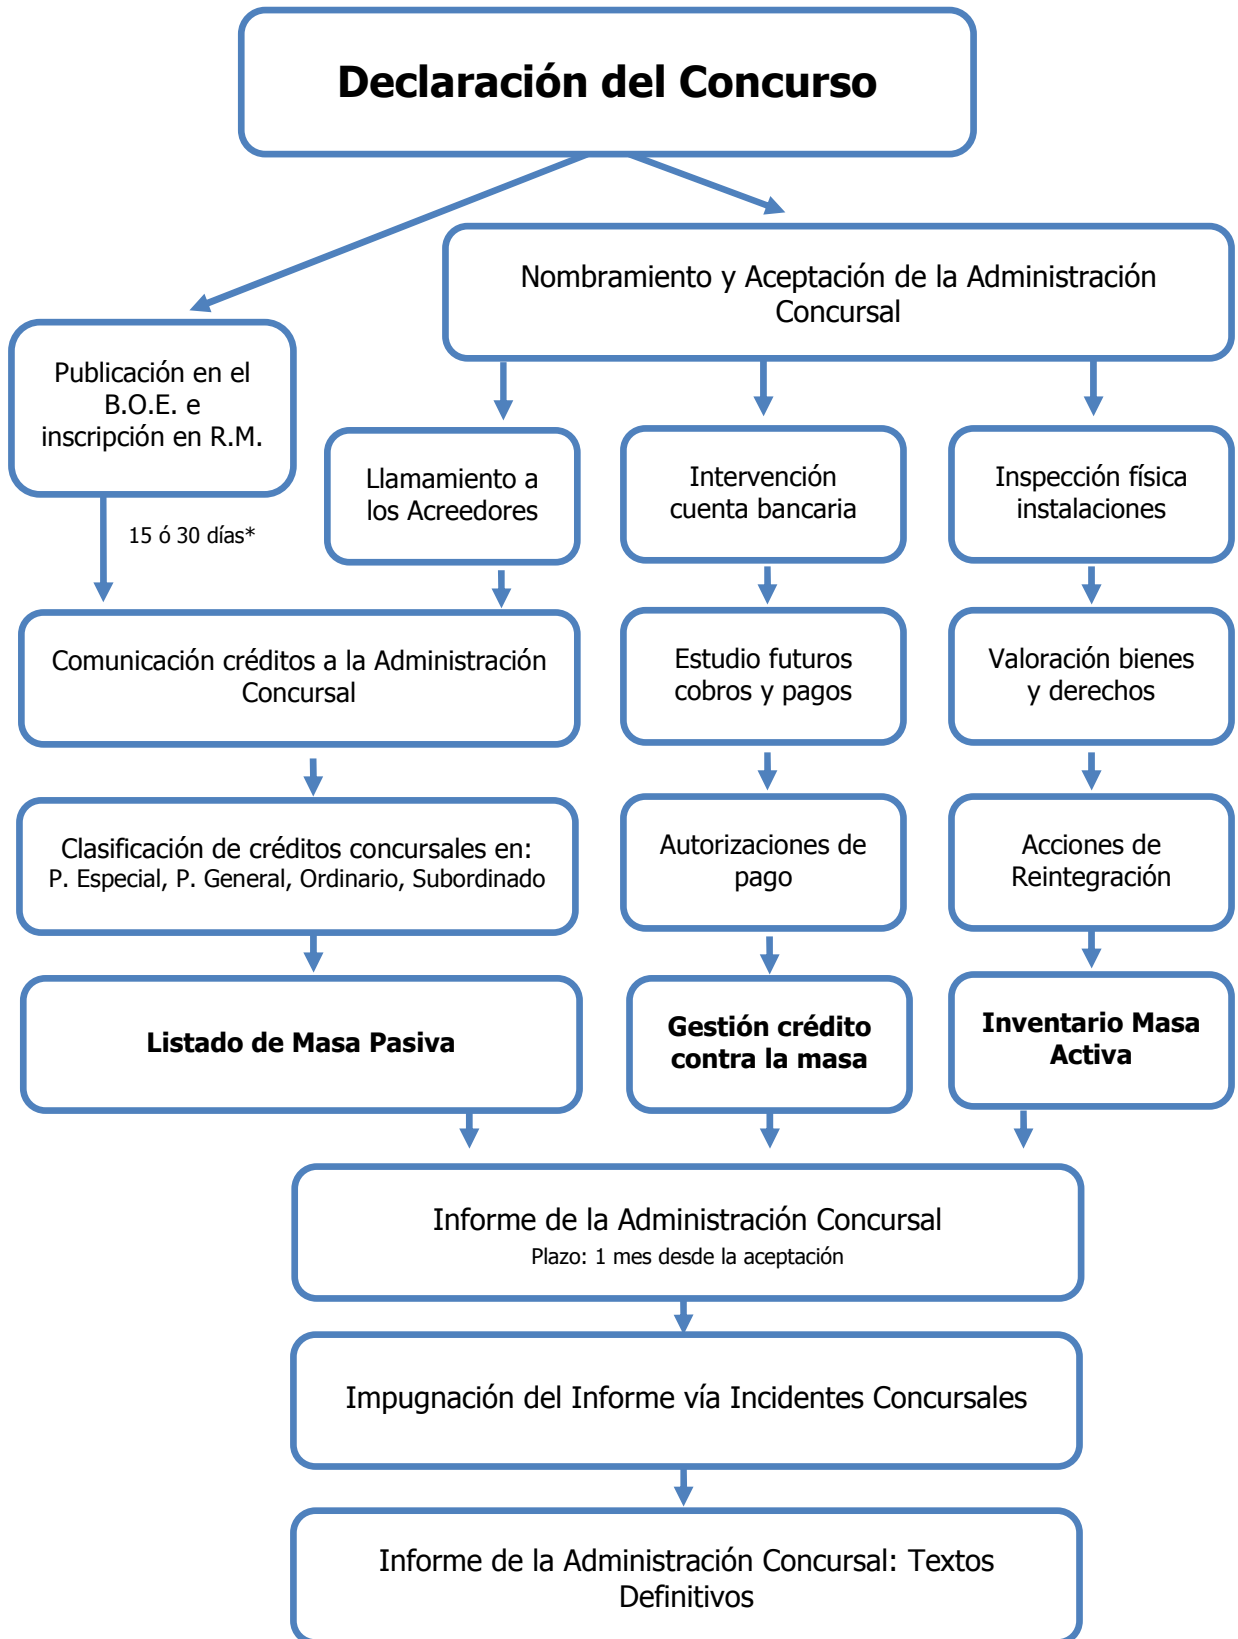 Declaración del Concurso
Nombramiento y Aceptación de la Administración
Concursal
Publicación en el
B.O.E. e
inscripción en R.M.
Llamamiento a
los Acreedores
Intervención
cuenta bancaria
Inspección física
instalaciones
15 ó 30 días*
Comunicación créditos a la Administración
Concursal
Estudio futuros
cobros y pagos
Valoración bienes
y derechos
Clasificación de créditos concursales en:
P. Especial, P. General, Ordinario, Subordinado
Autorizaciones de
pago
Acciones de
Reintegración
Listado de Masa Pasiva
Gestión crédito
contra la masa
Inventario Masa
Activa
Informe de la Administración Concursal
Plazo: 1 mes desde la aceptación
Impugnación del Informe vía Incidentes Concursales
Informe de la Administración Concursal: Textos
Definitivos